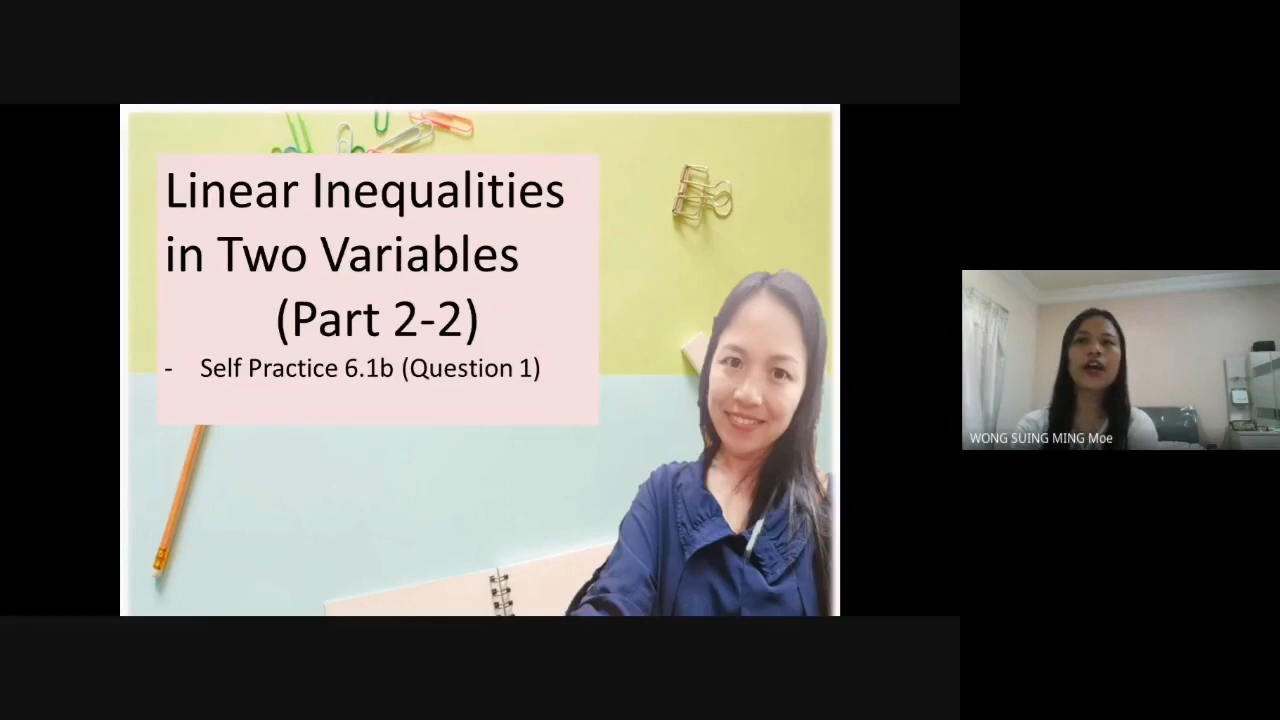 Linear Inequalities
in Two Variables
(Part 2-2)
- Self Practice 6.1b (Question 1)
WONG SUING MING Moe